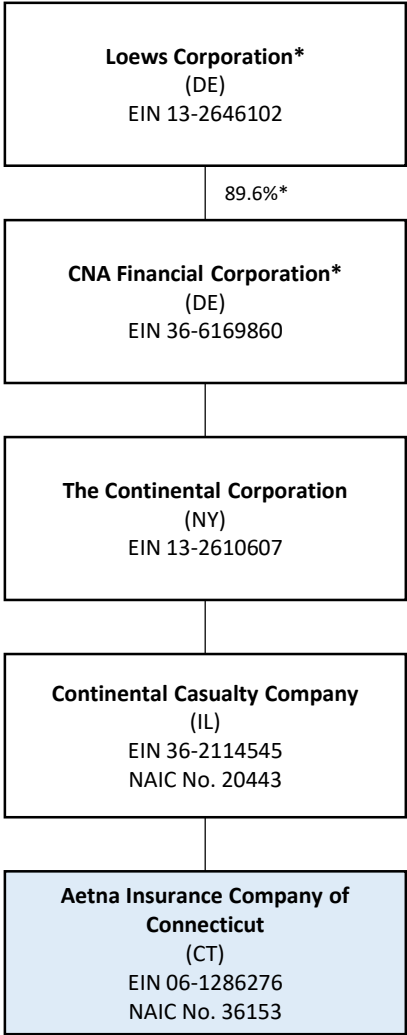 Loews Corporation*
(DE)
EIN 13-2646102
89.6%*
CNA Financial Corporation*
(DE)
EIN 36-6169860
The Continental Corporation
(NY)
EIN 13-2610607
Continental Casualty Company
(IL)
EIN 36-2114545
NAIC No. 20443
Aetna Insurance Company of
Connecticut
(CT)
EIN 06-1286276
NAIC No. 36153